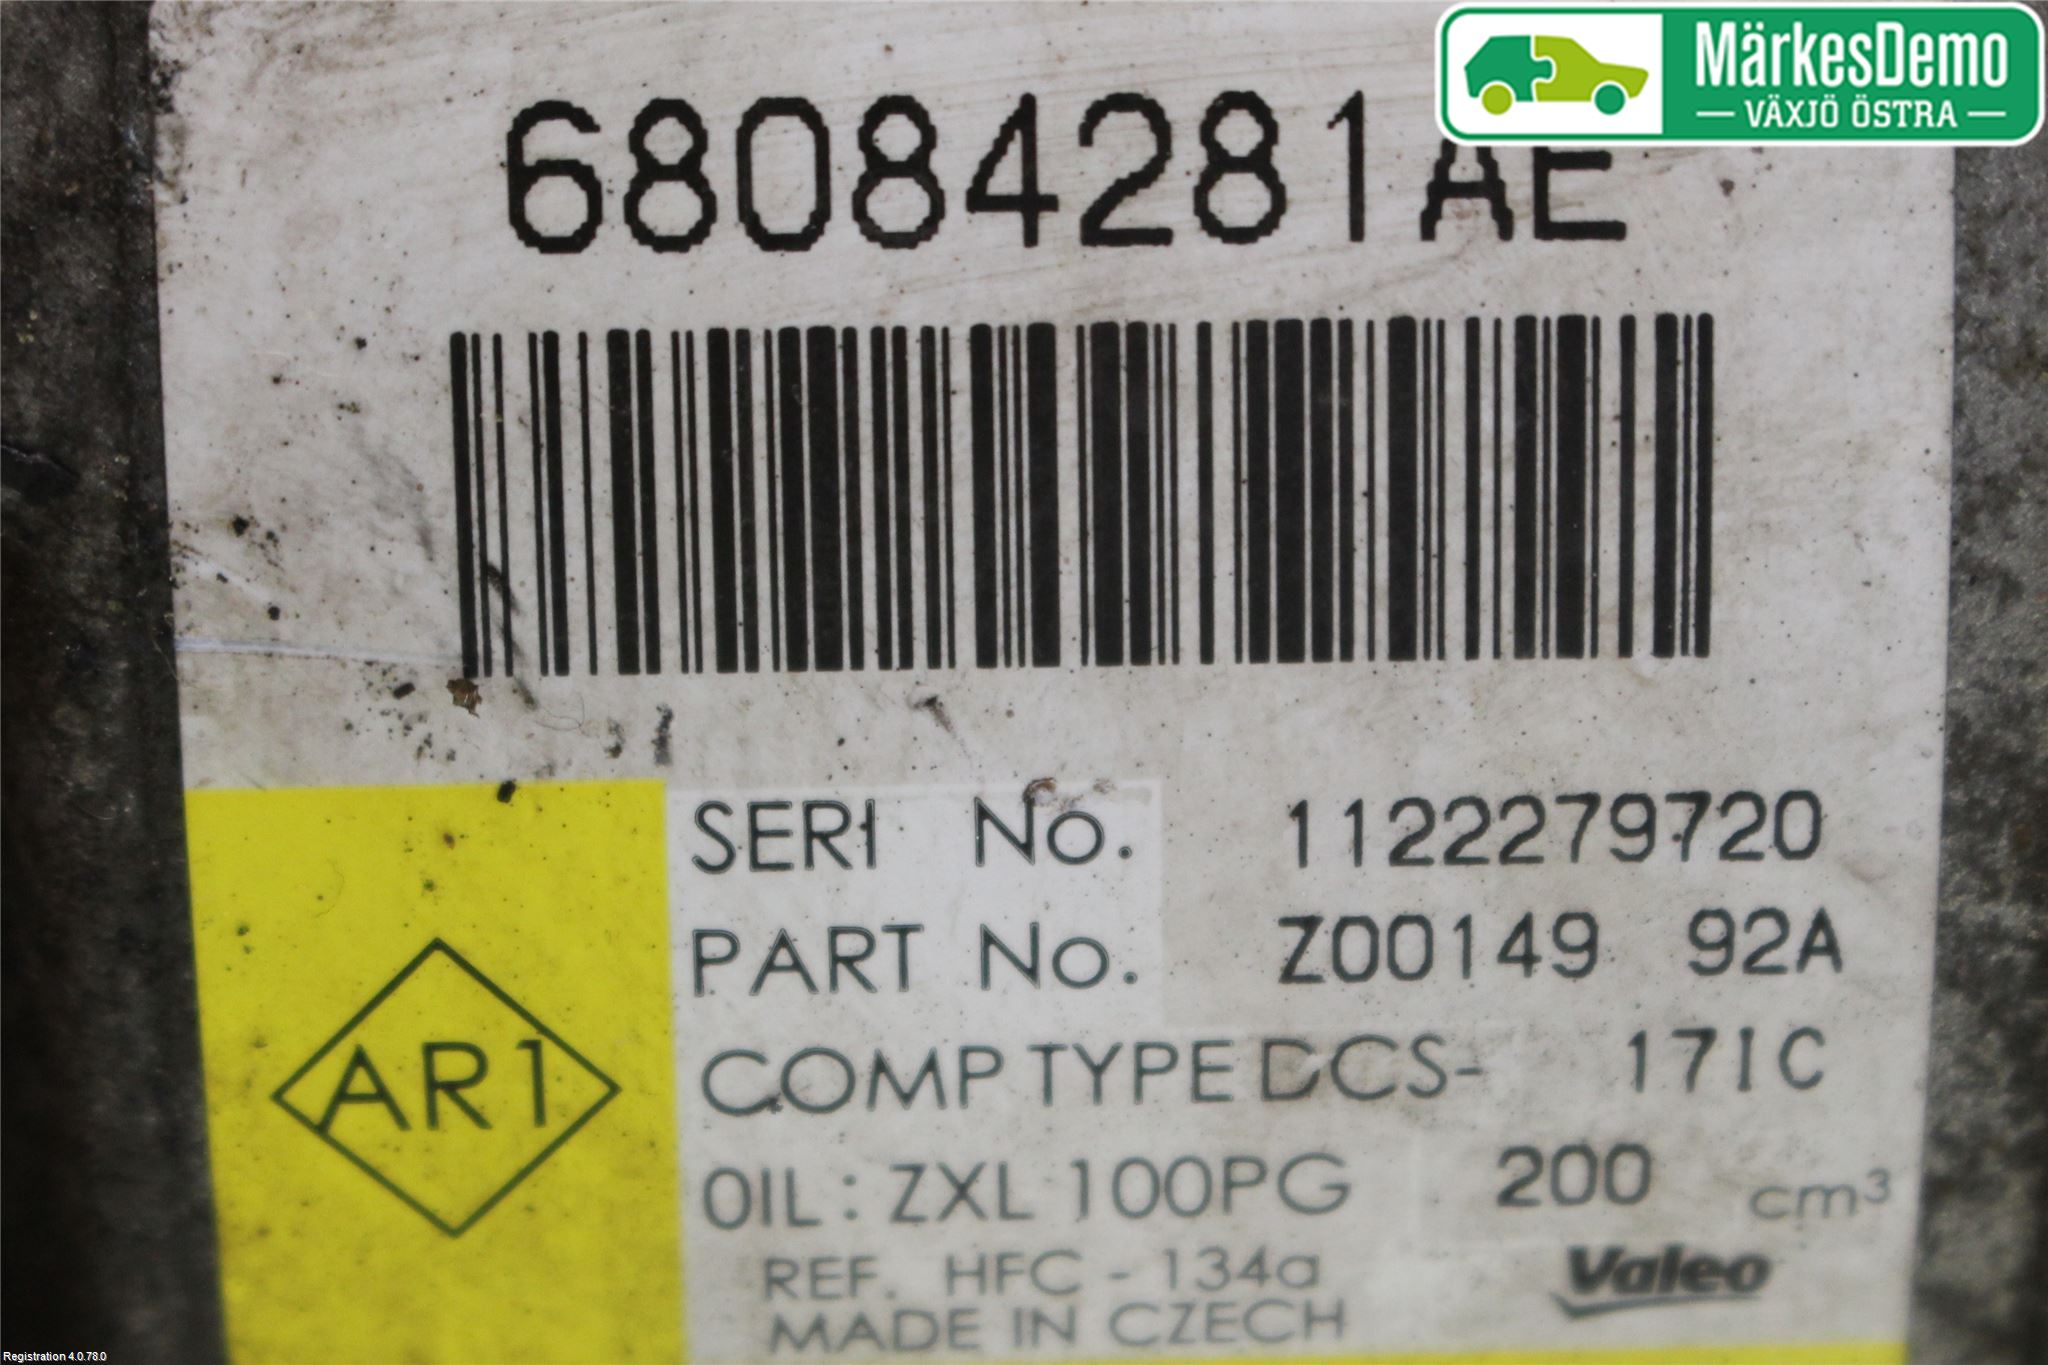 MärkesDemo
VÄXJÖ ÖSTRA
68084281AE
SERI No. 1122279720
PART No. Z00149 92A
COMP TYPE DCS- 17IC
OIL: ZXL 100PG 200 cm³
REF. HFC - 134a
MADE IN CZECH
Valeo
AR1
Registration 4.0.78.0